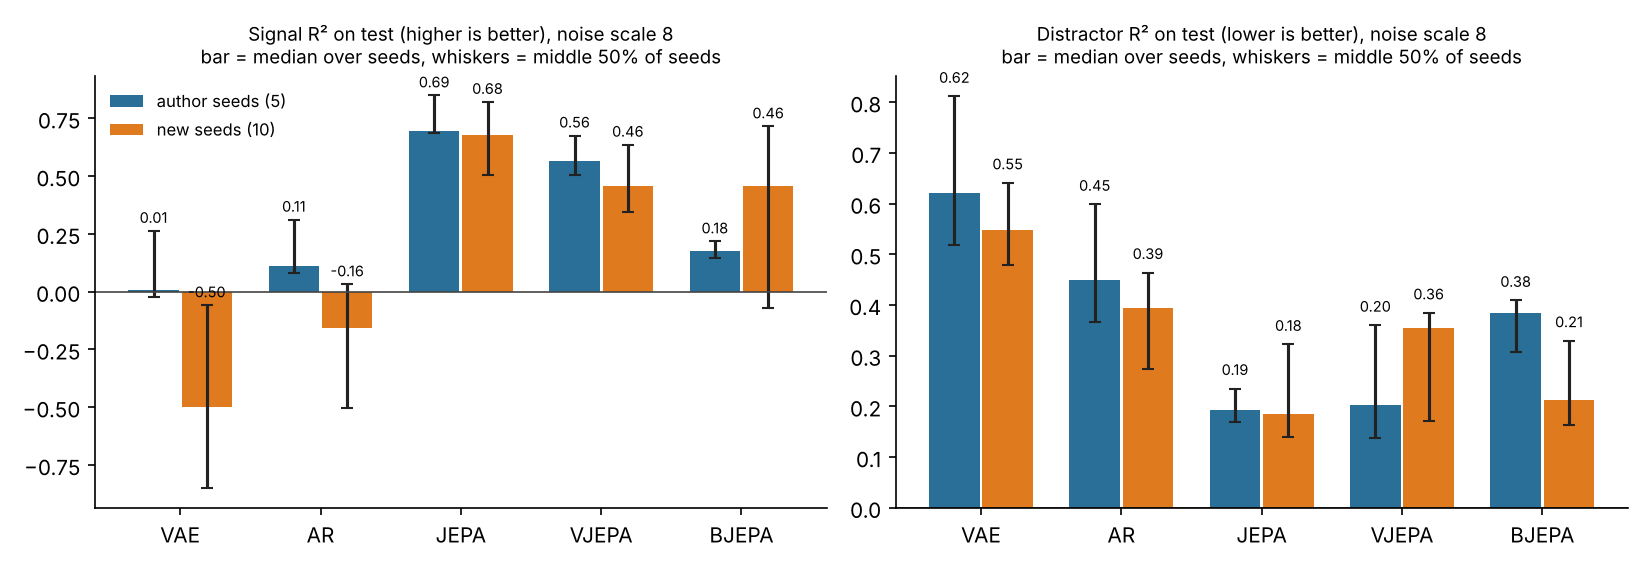 Signal R² on test (higher is better), noise scale 8
bar = median over seeds, whiskers = middle 50% of seeds
author seeds (5)
new seeds (10)
0.75
0.50
0.25
0.00
−0.25
−0.50
−0.75
0.01
-0.50
0.11
-0.16
0.69
0.68
0.56
0.46
0.18
0.46
VAE
AR
JEPA
VJEPA
BJEPA
Distractor R² on test (lower is better), noise scale 8
bar = median over seeds, whiskers = middle 50% of seeds
0.8
0.7
0.6
0.5
0.4
0.3
0.2
0.1
0.0
0.62
0.55
0.45
0.39
0.19
0.18
0.20
0.36
0.38
0.21
VAE
AR
JEPA
VJEPA
BJEPA